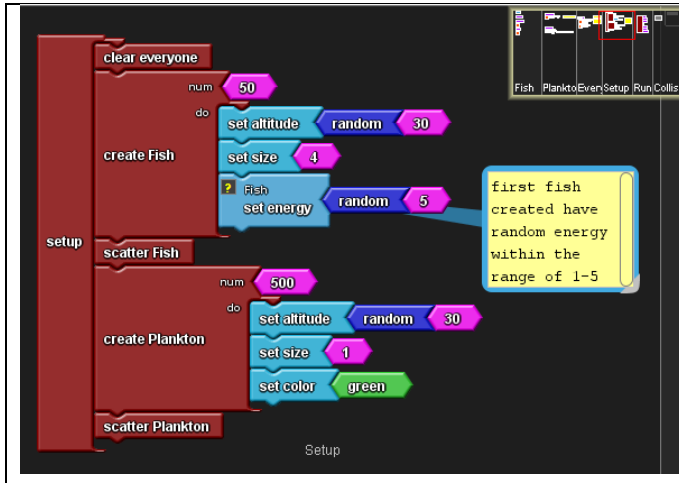 clear everyone
num 50
do
set altitude random 30
create Fish
set size 4
? Fish
set energy random 5
setup
scatter Fish
num 500
do
set altitude random 30
create Plankton
set size 1
set color green
scatter Plankton
Setup
first fish
created have
random energy
within the
range of 1-5
Fish Plankto Even Setup Run Collis